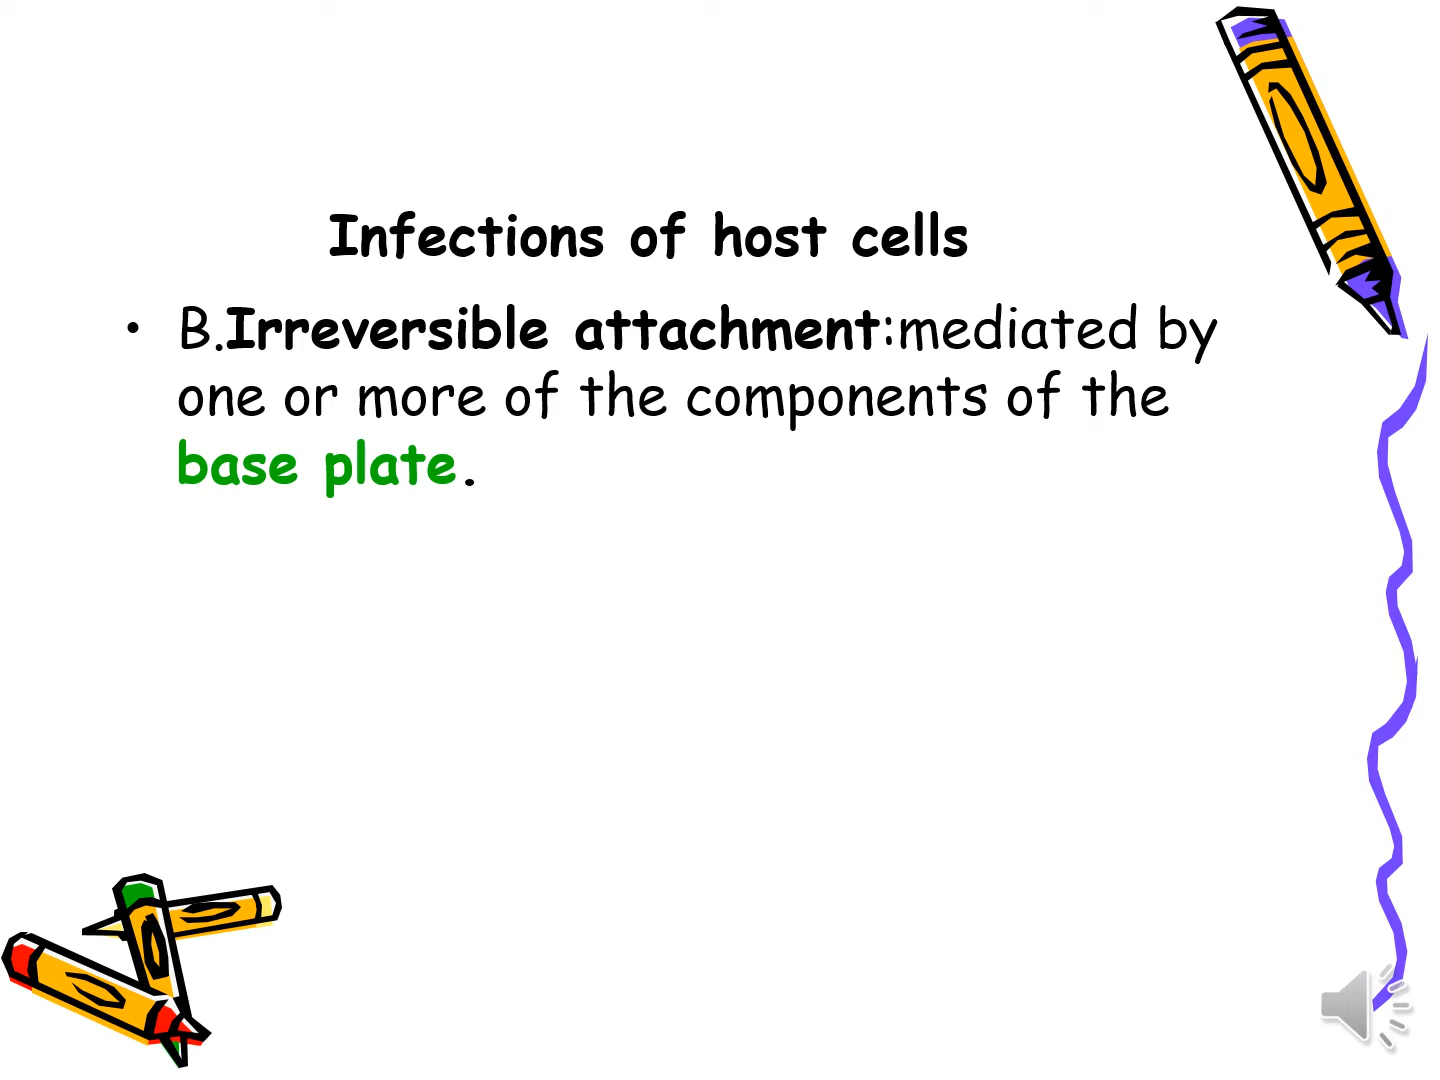 Infections of host cells
• B.Irreversible attachment:mediated by
one or more of the components of the
base plate.